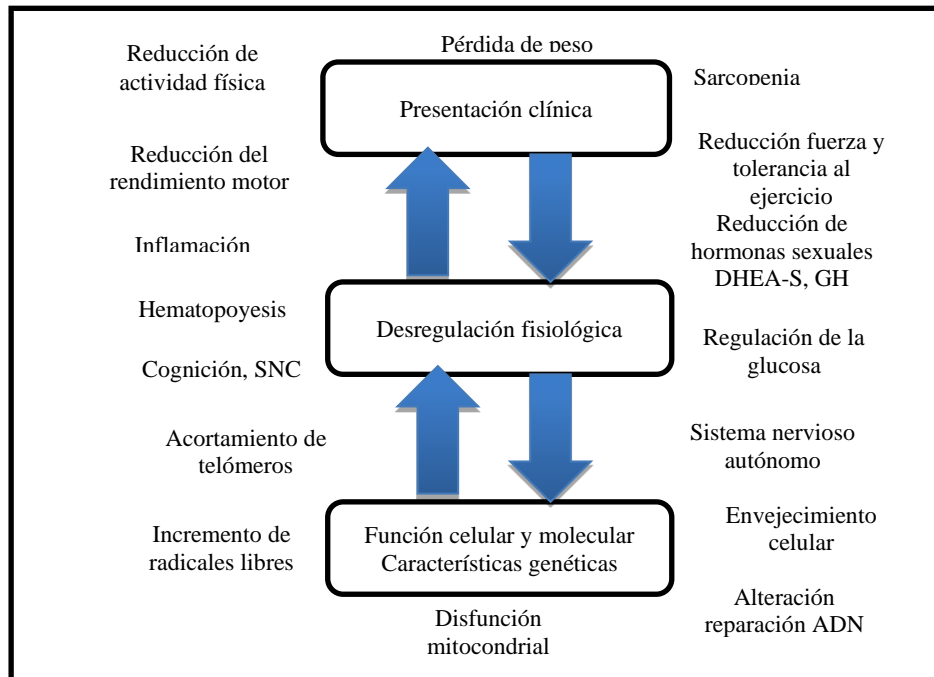 Pérdida de peso
Reducción de
actividad física
Sarcopenia
Presentación clínica
Reducción del
rendimiento motor
Reducción fuerza y
tolerancia al
ejercicio
Inflamación
Reducción de
hormonas sexuales
DHEA-S, GH
Hematopoyesis
Desregulación fisiológica
Regulación de la
glucosa
Cognición, SNC
Acortamiento de
telómeros
Sistema nervioso
autónomo
Incremento de
radicales libres
Función celular y molecular
Características genéticas
Envejecimiento
celular
Disfunción
mitocondrial
Alteración
reparación ADN